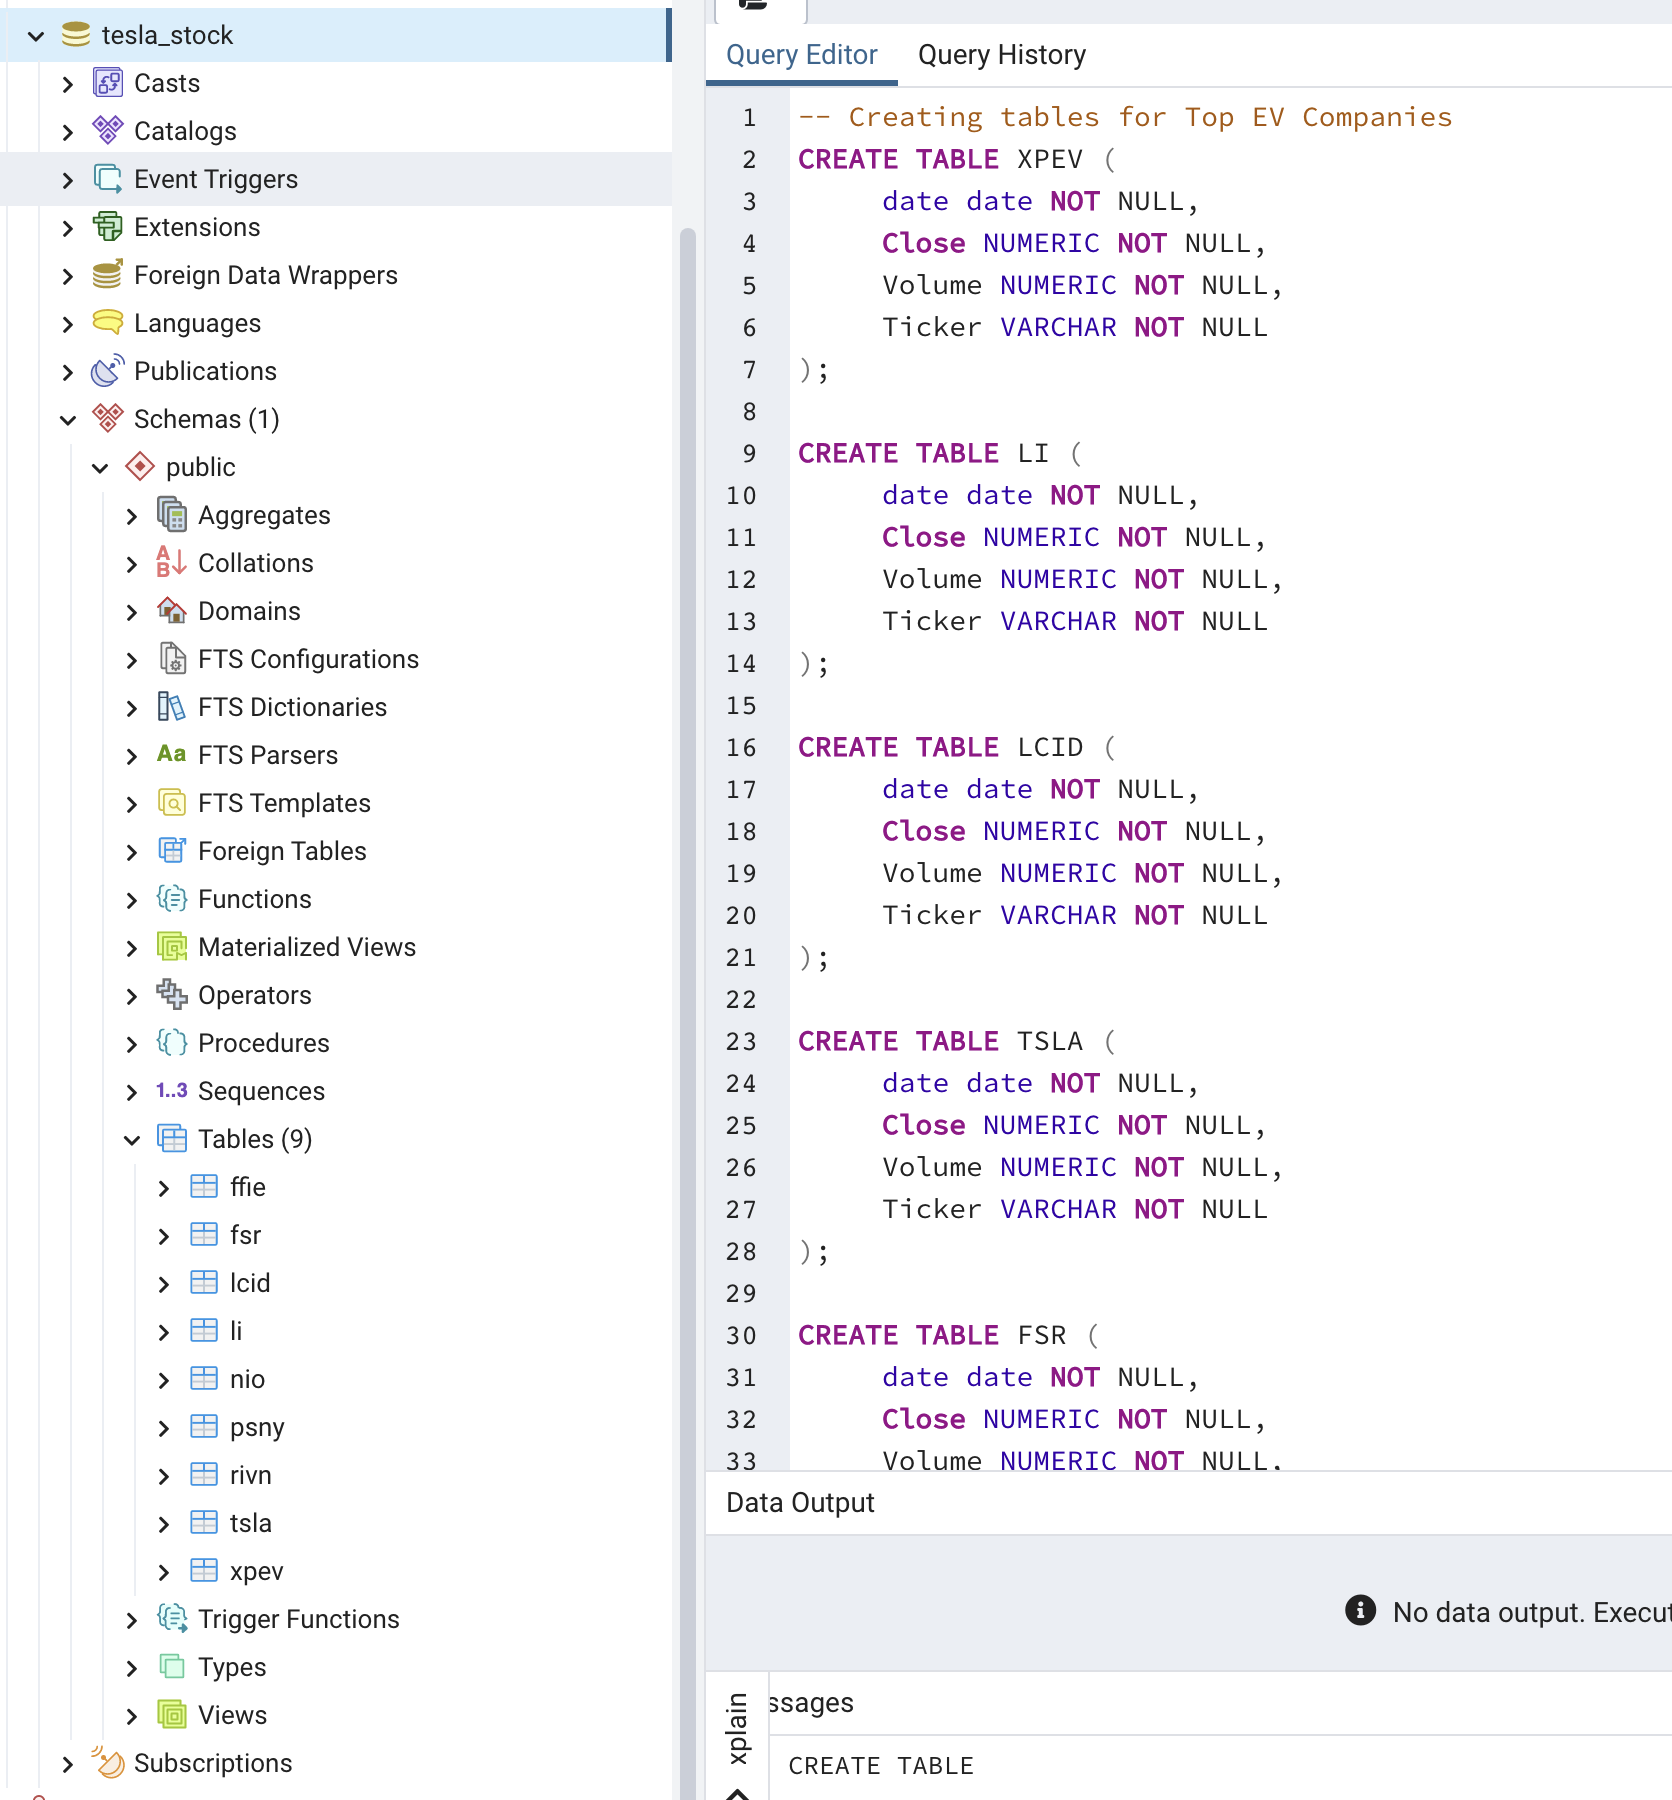 tesla_stock
Casts
Catalogs
Event Triggers
Extensions
Foreign Data Wrappers
Languages
Publications
Schemas (1)
public
Aggregates
Collations
Domains
FTS Configurations
FTS Dictionaries
Aa FTS Parsers
FTS Templates
Foreign Tables
Functions
Materialized Views
Operators
Procedures
1..3 Sequences
Tables (9)
ffie
fsr
lcid
li
nio
psny
rivn
tsla
xpev
Trigger Functions
Types
Views
Subscriptions
Query Editor Query History
1 -- Creating tables for Top EV Companies
2 CREATE TABLE XPEV (
3 date date NOT NULL,
4 Close NUMERIC NOT NULL,
5 Volume NUMERIC NOT NULL,
6 Ticker VARCHAR NOT NULL
7 );
8
9 CREATE TABLE LI (
10 date date NOT NULL,
11 Close NUMERIC NOT NULL,
12 Volume NUMERIC NOT NULL,
13 Ticker VARCHAR NOT NULL
14 );
15
16 CREATE TABLE LCID (
17 date date NOT NULL,
18 Close NUMERIC NOT NULL,
19 Volume NUMERIC NOT NULL,
20 Ticker VARCHAR NOT NULL
21 );
22
23 CREATE TABLE TSLA (
24 date date NOT NULL,
25 Close NUMERIC NOT NULL,
26 Volume NUMERIC NOT NULL,
27 Ticker VARCHAR NOT NULL
28 );
29
30 CREATE TABLE FSR (
31 date date NOT NULL,
32 Close NUMERIC NOT NULL,
33 Volume NUMERIC NOT NULL,
Data Output
No data output. Execut
xplain
ssages
CREATE TABLE